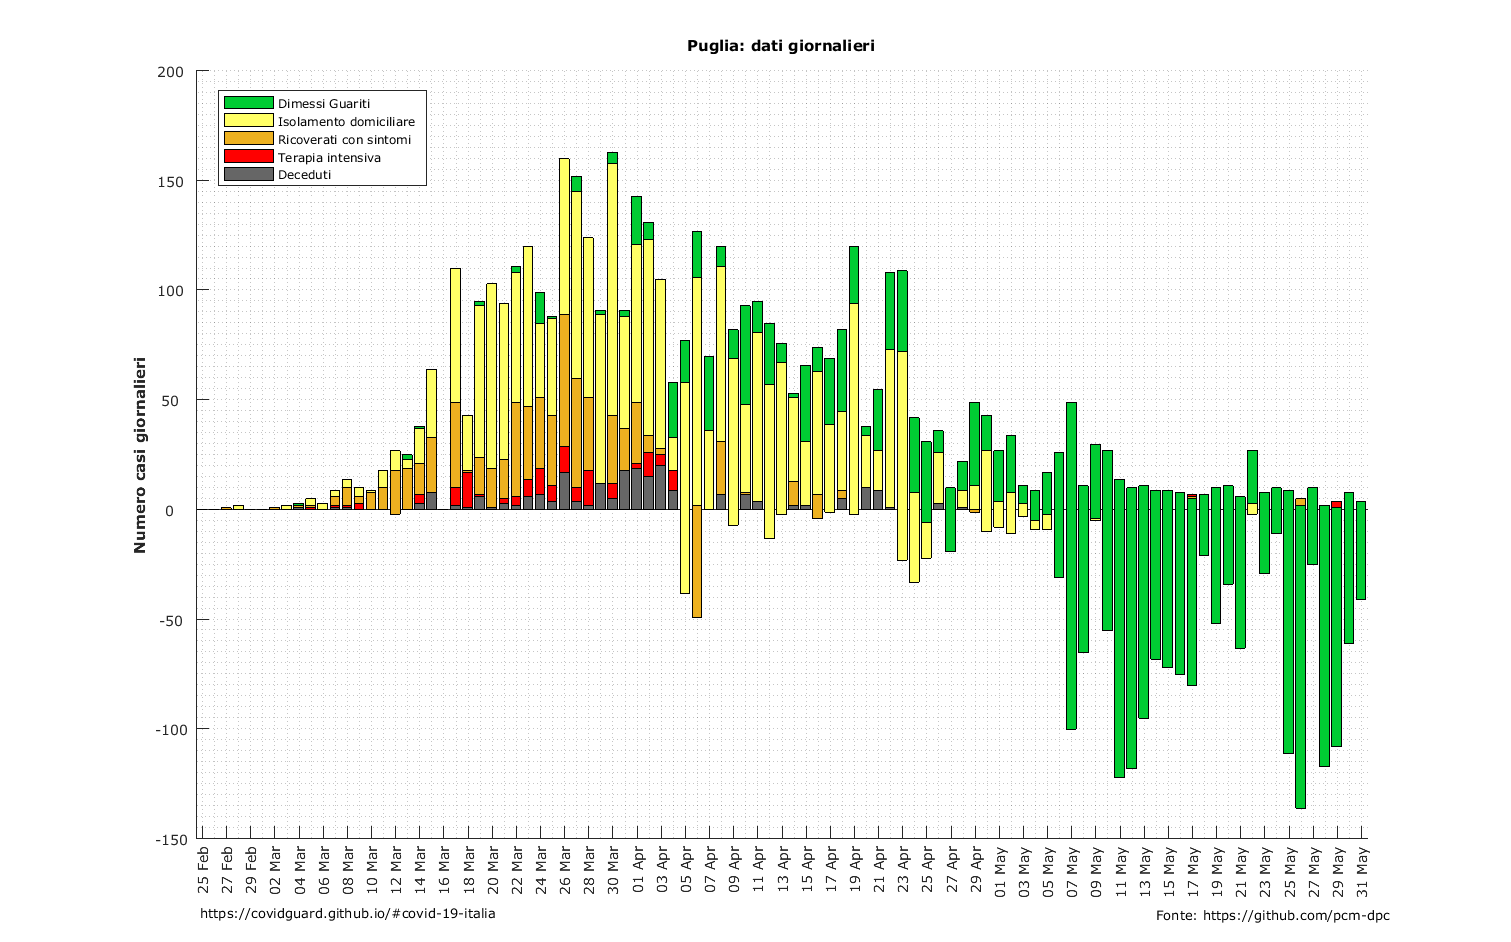 Puglia: dati giornalieri
200
150
100
50
0
-50
-100
-150
Numero casi giornalieri
Dimessi Guariti
Isolamento domiciliare
Ricoverati con sintomi
Terapia intensiva
Deceduti
25 Feb
27 Feb
29 Feb
02 Mar
04 Mar
06 Mar
08 Mar
10 Mar
12 Mar
14 Mar
16 Mar
18 Mar
20 Mar
22 Mar
24 Mar
26 Mar
28 Mar
30 Mar
01 Apr
03 Apr
05 Apr
07 Apr
09 Apr
11 Apr
13 Apr
15 Apr
17 Apr
19 Apr
21 Apr
23 Apr
25 Apr
27 Apr
29 Apr
01 May
03 May
05 May
07 May
09 May
11 May
13 May
15 May
17 May
19 May
21 May
23 May
25 May
27 May
29 May
31 May
https://covidguard.github.io/#covid-19-italia
Fonte: https://github.com/pcm-dpc